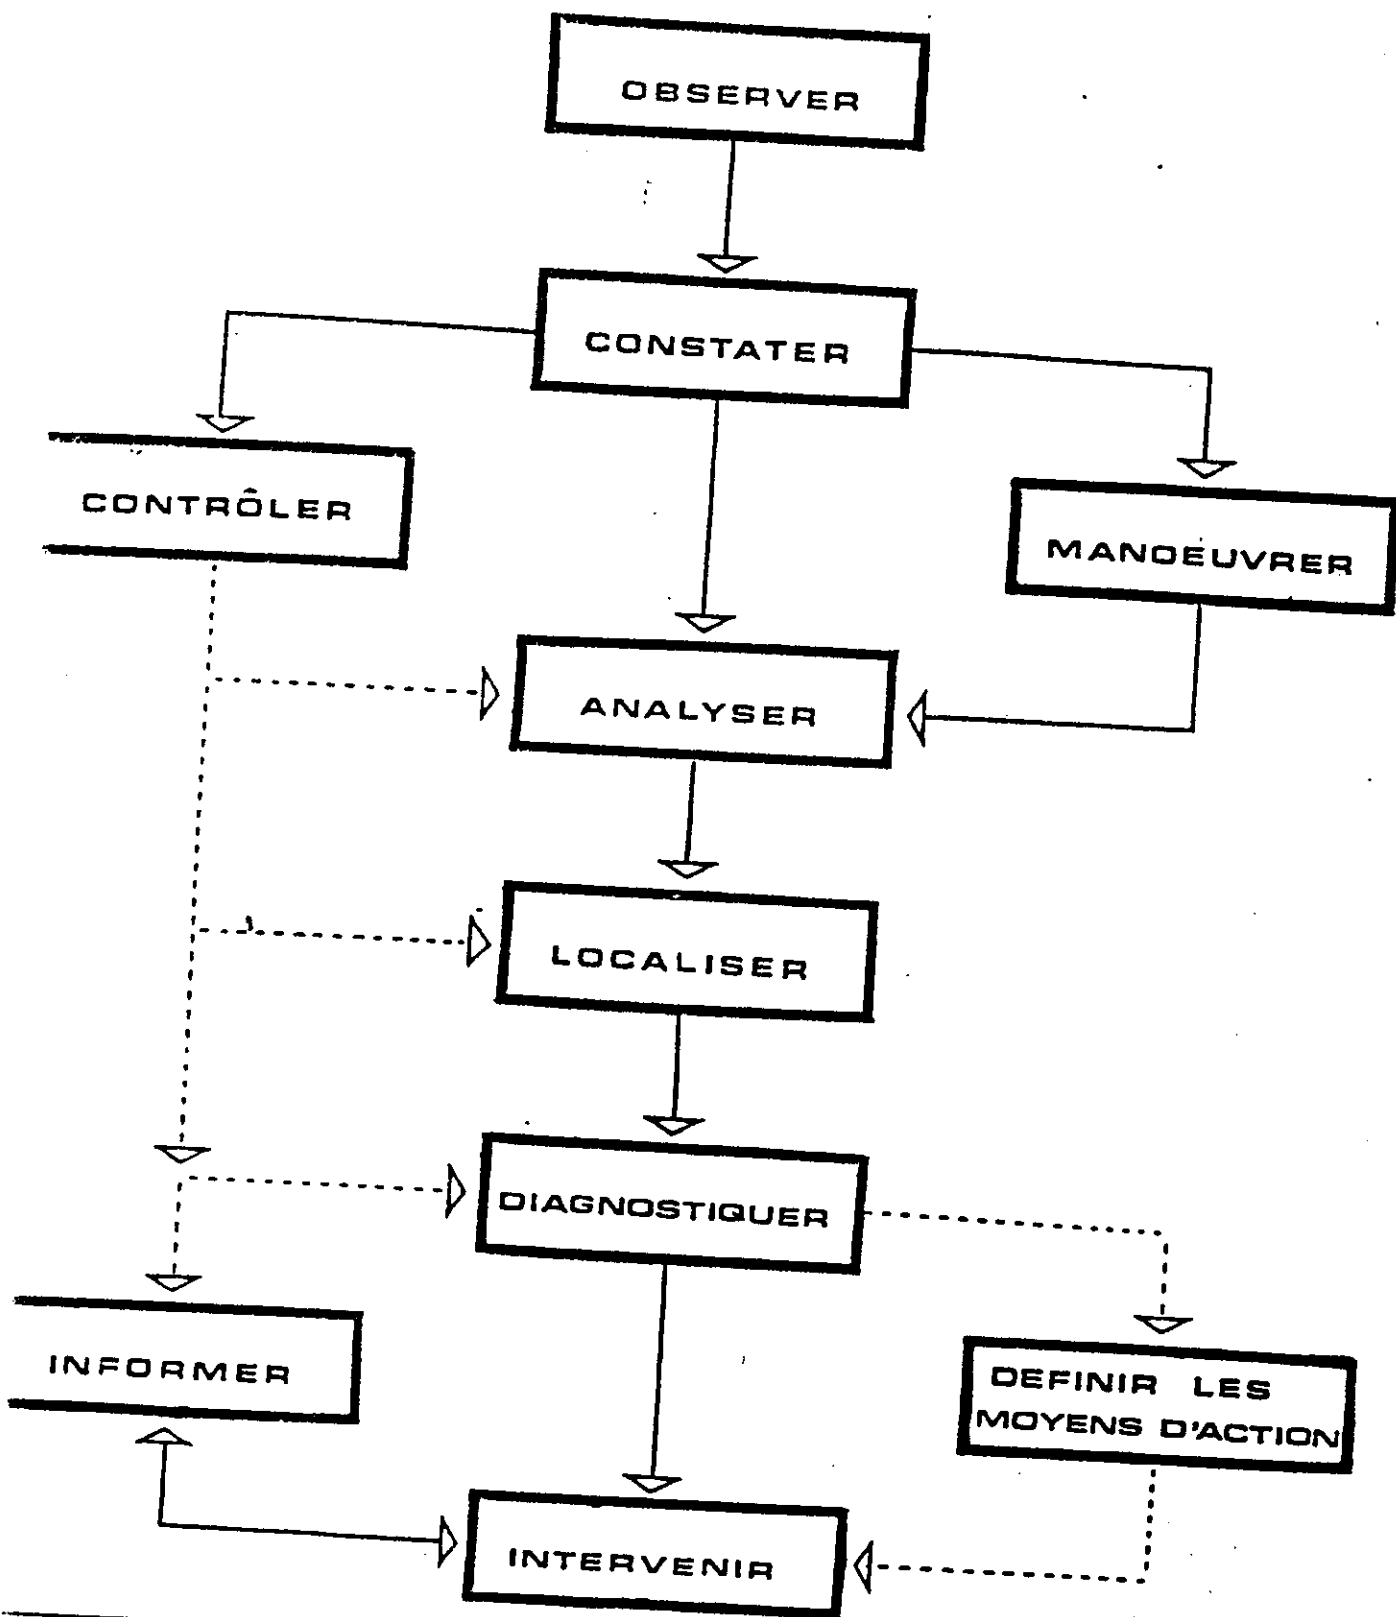 OBSERVER
CONSTATER
CONTRÔLER
MANOEUVRER
ANALYSER
LOCALISER
DIAGNOSTIQUER
INFORMER
DEFINIR LES
MOYENS D'ACTION
INTERVENIR